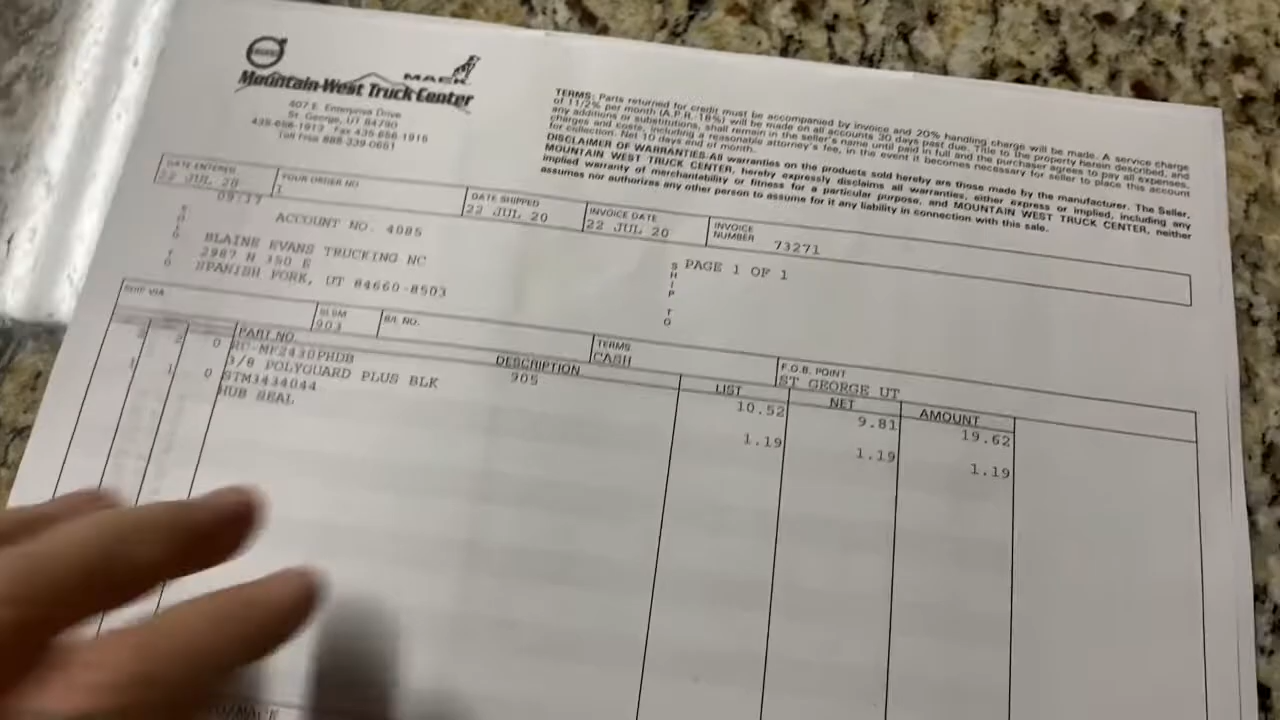 MACK
Mountain West Truck Center
407 E. Enterprise Drive
St. George, UT 84790
435-656-1913 Fax 435-656-1916
Toll Free 888-339-0661
TERMS: Parts returned for credit must be accompanied by invoice and 20% handling charge will be made. A service charge
of 11/2% per month (A.P.R.-18%) will be made on all accounts 30 days past due. Title to the property herein described, and
any additions or substitutions, shall remain in the seller's name until paid in full and the purchaser agrees to pay all expenses,
charges and costs, including a reasonable attorney's fee, in the event it becomes necessary for seller to place this account
for collection. Net 10 days end of month.
DISCLAIMER OF WARRANTIES-All warranties on the products sold hereby are those made by the manufacturer. The Seller,
MOUNTAIN WEST TRUCK CENTER, hereby expressly disclaims all warranties, either express or implied, including any
implied warranty of merchantability or fitness for a particular purpose, and MOUNTAIN WEST TRUCK CENTER, neither
assumes nor authorizes any other person to assume for it any liability in connection with this sale.
DATE ENTERED
22 JUL 20
09:37
YOUR ORDER NO.
1
DATE SHIPPED
22 JUL 20
INVOICE DATE
22 JUL 20
INVOICE NUMBER 73271
ACCOUNT NO. 4085
BLAINE EVANS TRUCKING NC
2987 N 350 E
SPANISH FORK, UT 84660-8503
SHIP TO
PAGE 1 OF 1
SHIP VIA
SLSM
903
B/L NO.
TERMS
CASH
F.O.B. POINT
ST GEORGE UT
PART NO. DESCRIPTION LIST NET AMOUNT
2 2 0 RC-MF2430PHDB 905 10.52 9.81 19.62
3/8 POLYGUARD PLUS BLK
1 1 0 STM3434044 1.19 1.19 1.19
HUB SEAL